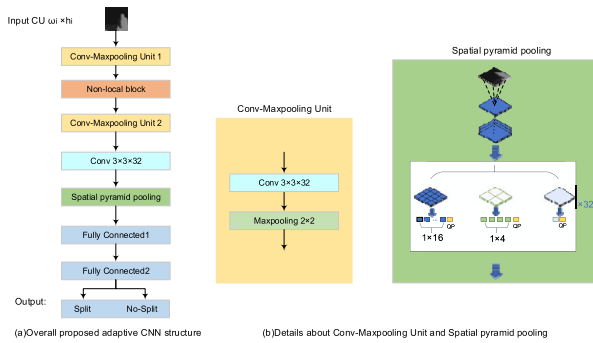 Input CU ωi ×hi
Conv-Maxpooling Unit 1
Non-local block
Conv-Maxpooling Unit 2
Conv 3×3×32
Spatial pyramid pooling
Fully Connected1
Fully Connected2
Output:
Split No-Split
(a)Overall proposed adaptive CNN structure
Conv-Maxpooling Unit
Conv 3×3×32
Maxpooling 2×2
Spatial pyramid pooling
×32
QP QP QP
1×16 1×4
(b)Details about Conv-Maxpooling Unit and Spatial pyramid pooling